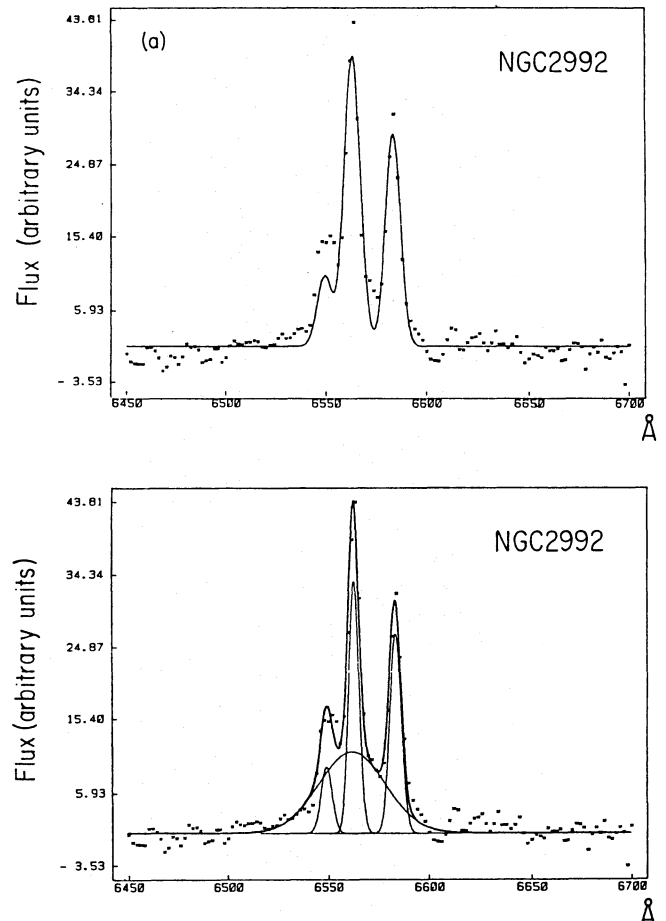 (a)
NGC2992
Flux (arbitrary units)
43.81
34.34
24.87
15.40
5.93
- 3.53
6450 6500 6550 6600 6650 6700
Å
NGC2992
Flux (arbitrary units)
43.81
34.34
24.87
15.40
5.93
- 3.53
6450 6500 6550 6600 6650 6700
Å